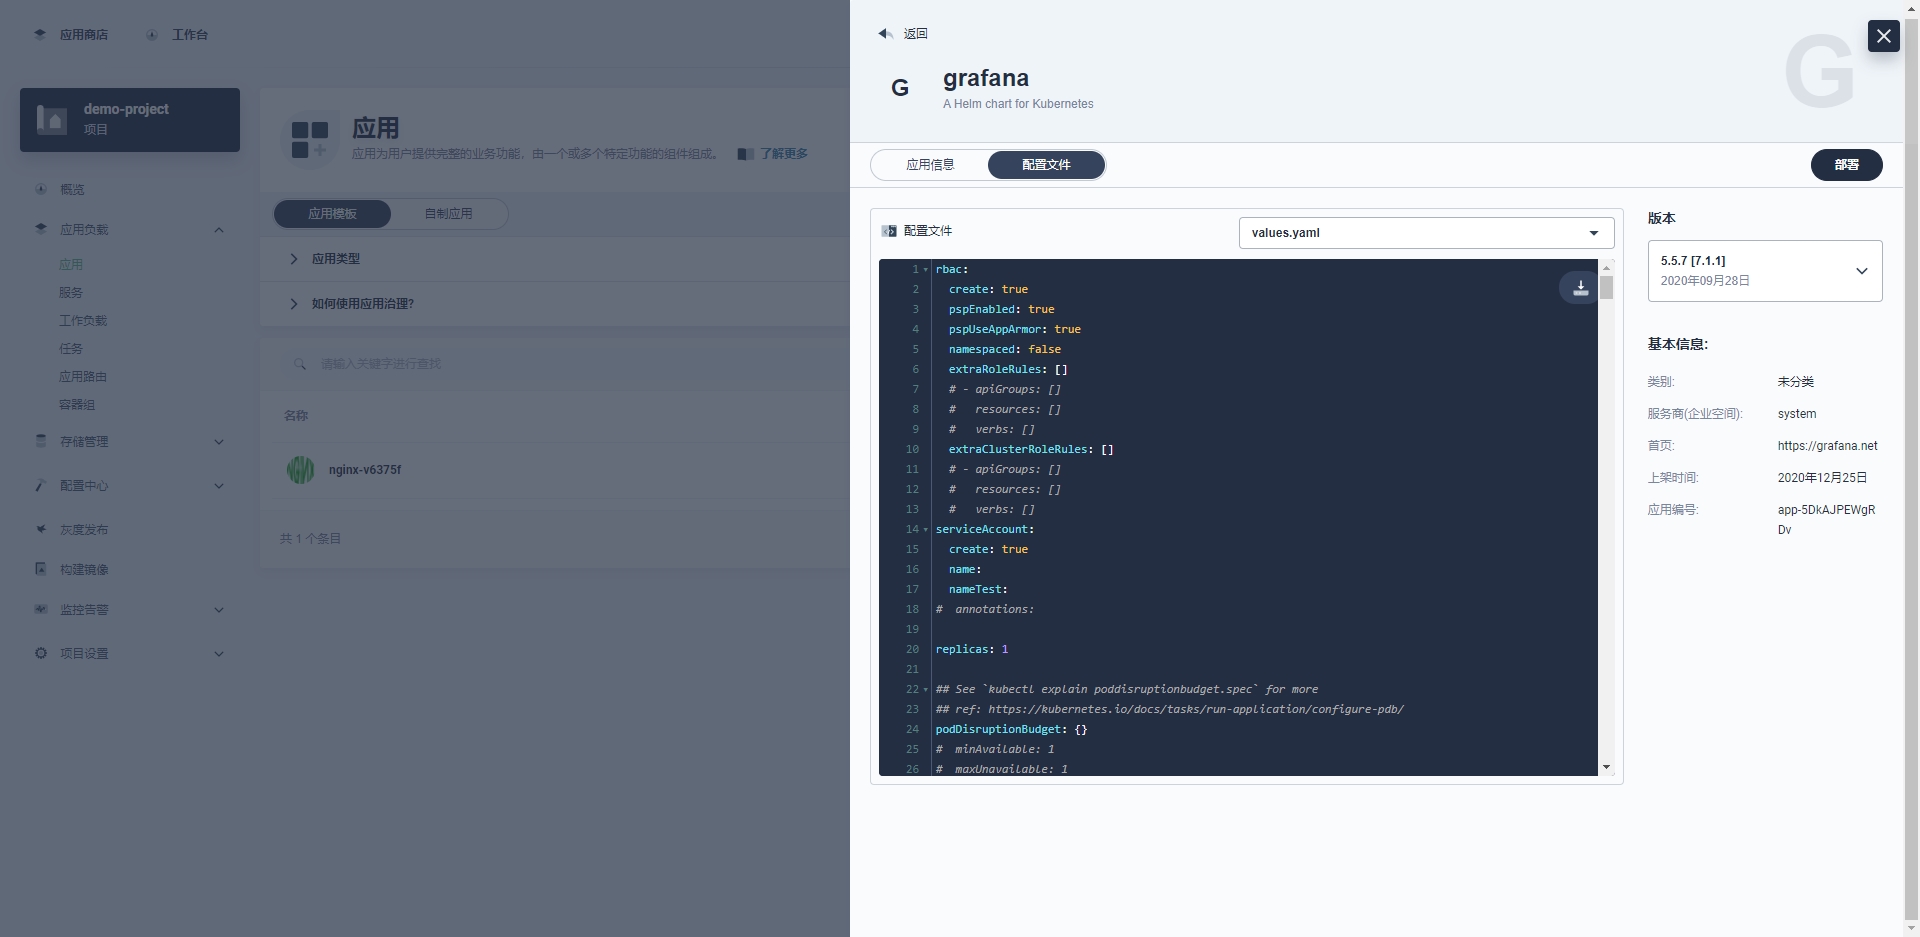 应用商店
工作台
demo-project
项目
概览
应用负载
应用
服务
工作负载
任务
应用路由
容器组
存储管理
配置中心
灰度发布
构建镜像
监控告警
项目设置
应用
应用为用户提供完整的业务功能，由一个或多个特定功能的组件组成。 了解更多
应用模板
自制应用
应用类型
如何使用应用治理?
请输入关键字进行查找
名称
nginx-v6375f
共 1 个条目
返回
G
grafana
A Helm chart for Kubernetes
G
应用信息
配置文件
部署
配置文件
values.yaml
1 rbac:
2 create: true
3 pspEnabled: true
4 pspUseAppArmor: true
5 namespaced: false
6 extraRoleRules: []
7 # - apiGroups: []
8 #   resources: []
9 #   verbs: []
10 extraClusterRoleRules: []
11 # - apiGroups: []
12 #   resources: []
13 #   verbs: []
14 serviceAccount:
15 create: true
16 name:
17 nameTest:
18 #  annotations:
19
20 replicas: 1
21
22 ## See `kubectl explain poddisruptionbudget.spec` for more
23 ## ref: https://kubernetes.io/docs/tasks/run-application/configure-pdb/
24 podDisruptionBudget: {}
25 #  minAvailable: 1
26 #  maxUnavailable: 1
版本
5.5.7 [7.1.1]
2020年09月28日
基本信息:
类别: 未分类
服务商(企业空间): system
首页: https://grafana.net
上架时间: 2020年12月25日
应用编号: app-5DkAJPEWgR
Dv